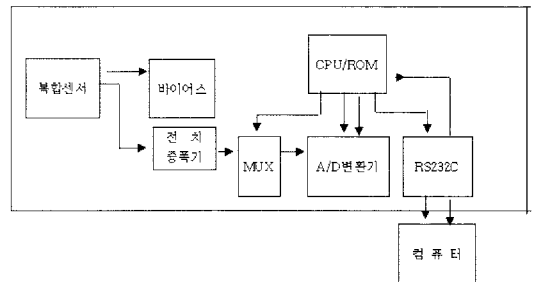 CPU/ROM
복합센서
바이어스
전 치
증폭기
MUX
A/D변환기
RS232C
컴 퓨 터